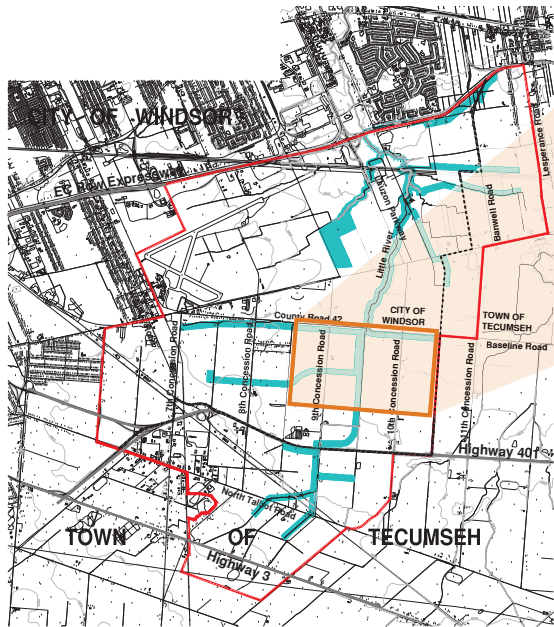 CITY OF WINDSOR
EC Row Expressway
Lesperance Road
Banwell Road
Lauzon Parkway
Little River
County Road 42
CITY OF
WINDSOR
TOWN OF
TECUMSEH
Baseline Road
7th Concession Road
8th Concession Road
9th Concession Road
10th Concession Road
11th Concession Road
Highway 401
North Talbot Road
TOWN OF TECUMSEH
Highway 3